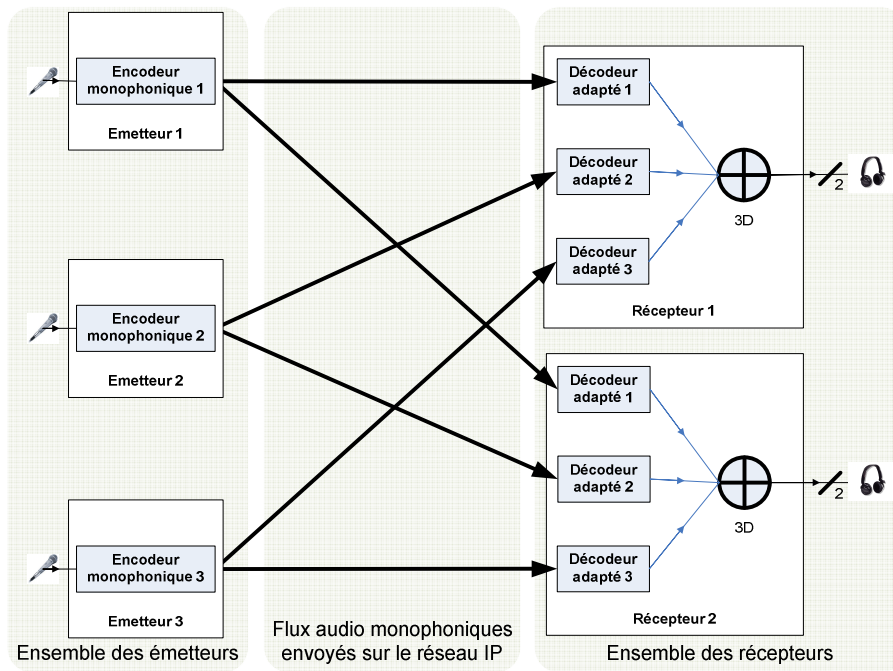 Encodeur
monophonique 1
Emetteur 1
Encodeur
monophonique 2
Emetteur 2
Encodeur
monophonique 3
Emetteur 3
Ensemble des émetteurs
Flux audio monophoniques
envoyés sur le réseau IP
Décodeur
adapté 1
Décodeur
adapté 2
Décodeur
adapté 3
3D
2
Récepteur 1
Décodeur
adapté 1
Décodeur
adapté 2
Décodeur
adapté 3
3D
2
Récepteur 2
Ensemble des récepteurs